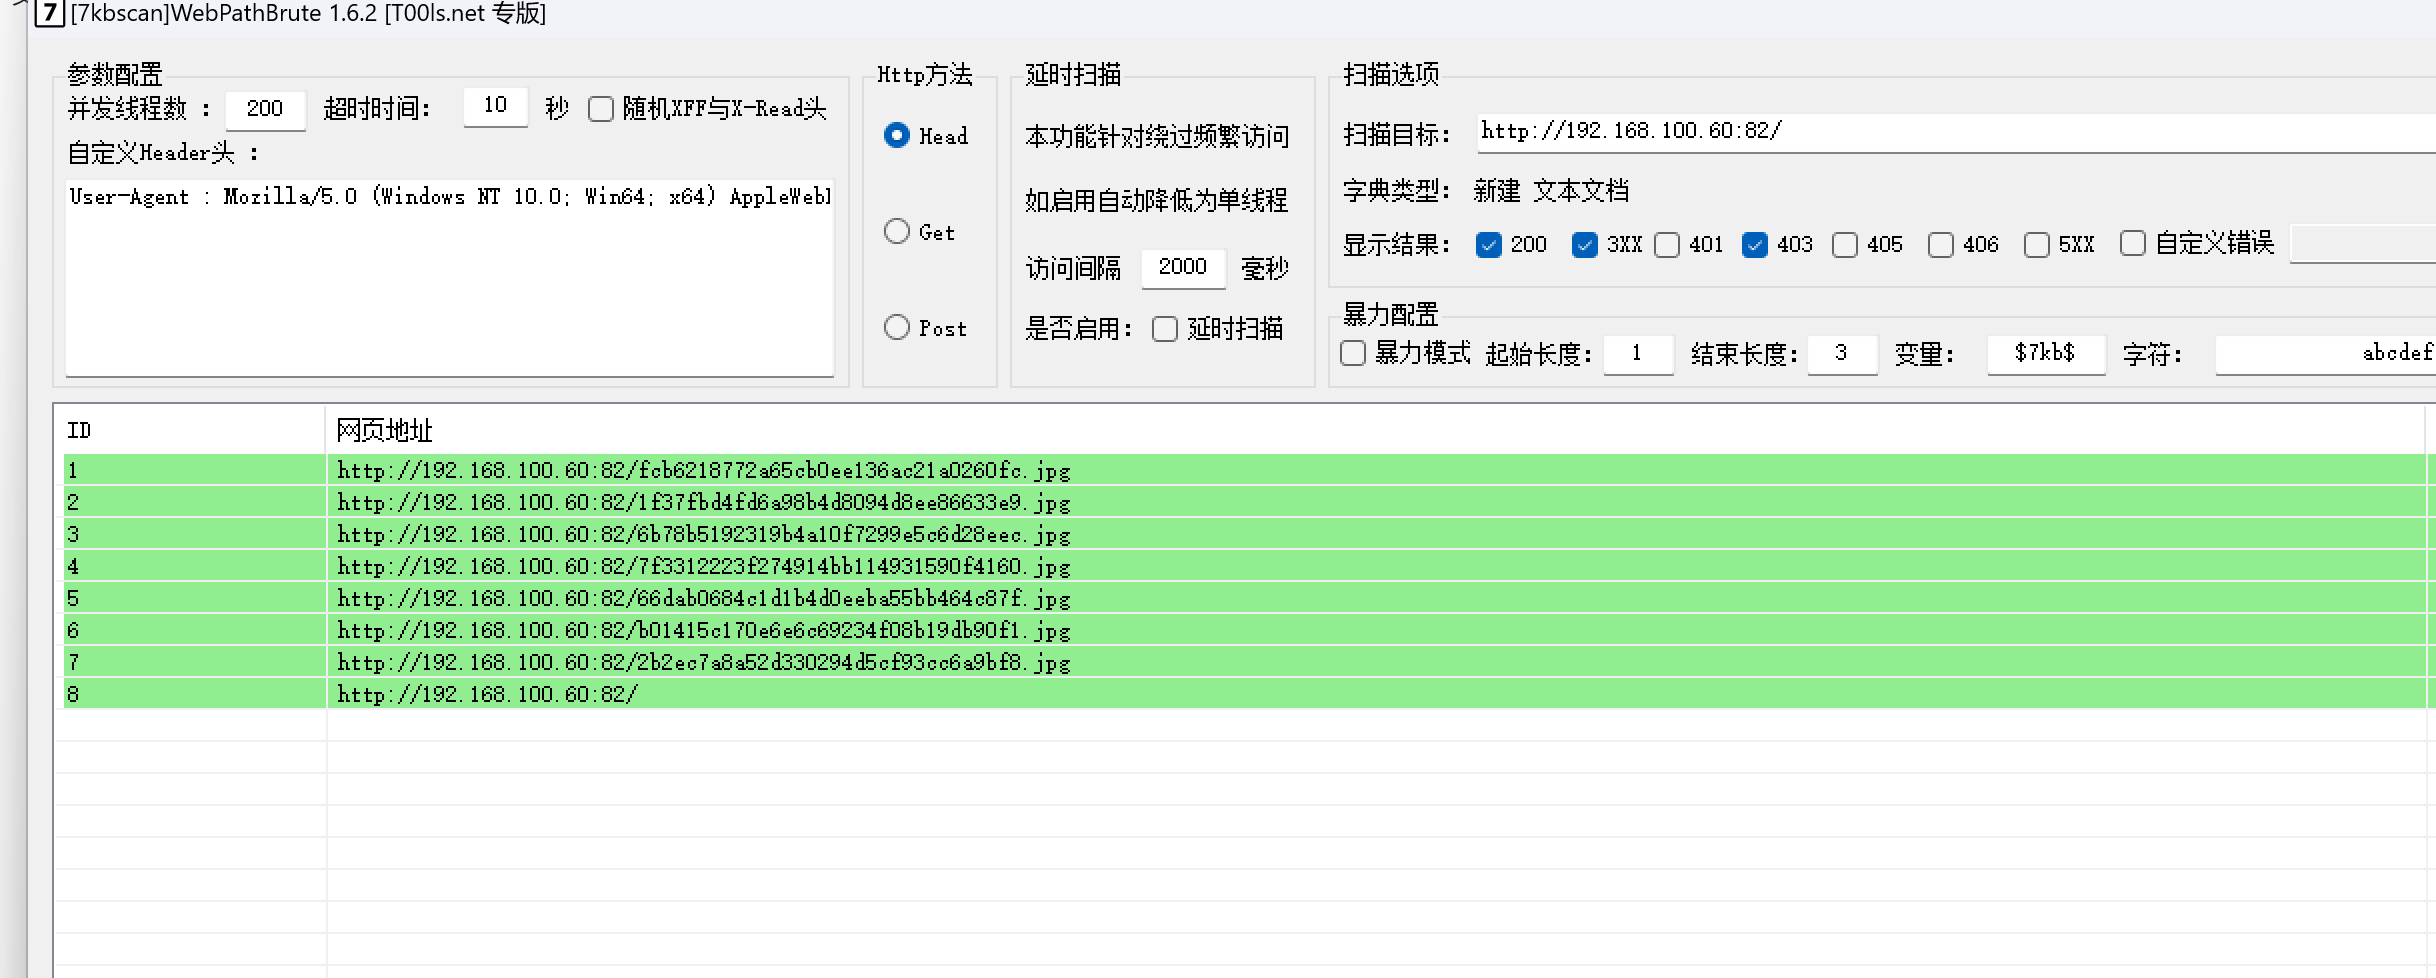 [7kbscan]WebPathBrute 1.6.2 [T00ls.net 专版]
参数配置
并发线程数 : 200 超时时间: 10 秒 随机XFF与X-Read头
自定义Header头 :
User-Agent : Mozilla/5.0 (Windows NT 10.0; Win64; x64) AppleWeb
Http方法
Head
Get
Post
延时扫描
本功能针对绕过频繁访问
如启用自动降低为单线程
访问间隔 2000 毫秒
是否启用: 延时扫描
扫描选项
扫描目标: http://192.168.100.60:82/
字典类型: 新建 文本文档
显示结果: 200 3XX 401 403 405 406 5XX 自定义错误
暴力配置
暴力模式 起始长度: 1 结束长度: 3 变量: $7kb$ 字符: abcdef
ID 网页地址
1 http://192.168.100.60:82/fcb6218772a65cb0ee136ac21a0260fc.jpg
2 http://192.168.100.60:82/1f37fbd4fd6a98b4d8094d8ee86633e9.jpg
3 http://192.168.100.60:82/6b78b5192319b4a10f7299e5c6d28eec.jpg
4 http://192.168.100.60:82/7f3312223f274914bb114931590f4160.jpg
5 http://192.168.100.60:82/66dab0684c1d1b4d0eeba55bb464c87f.jpg
6 http://192.168.100.60:82/b01415c170e6e6c69234f08b19db90f1.jpg
7 http://192.168.100.60:82/2b2ec7a8a52d330294d5cf93cc6a9bf8.jpg
8 http://192.168.100.60:82/